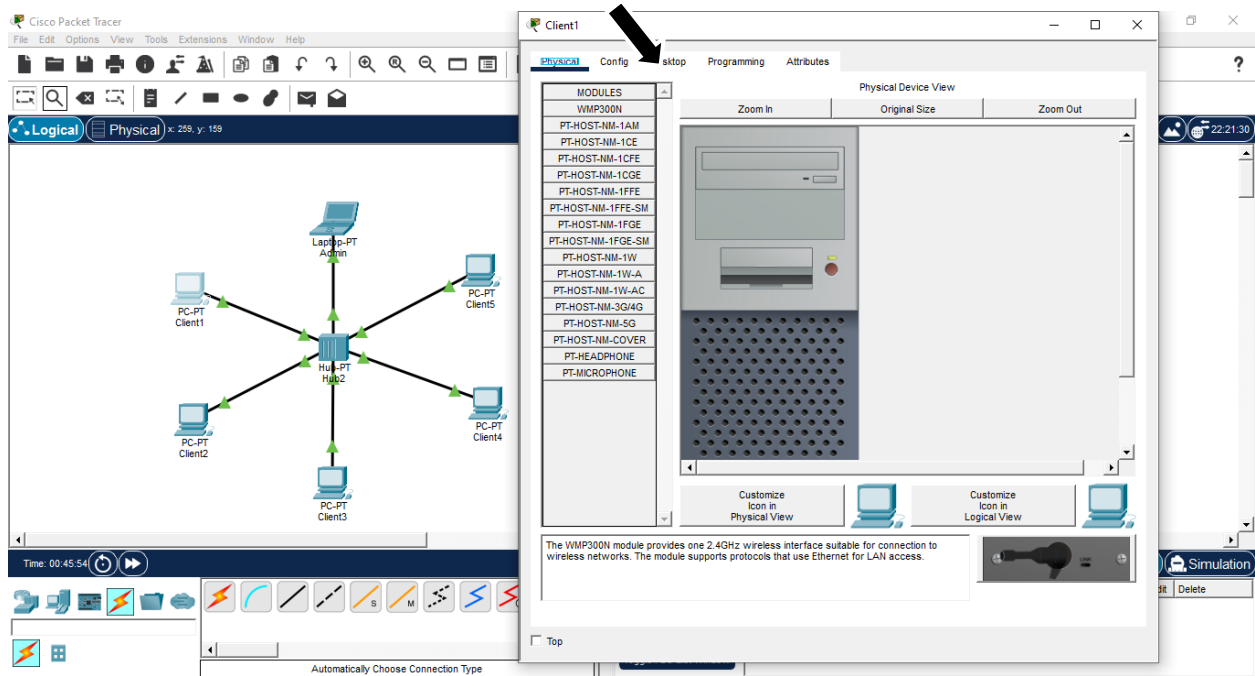 Cisco Packet Tracer
File Edit Options View Tools Extensions Window Help
Logical Physical x: 259, y: 159
22:21:30
Laptop-PT
Admin
PC-PT
Client5
PC-PT
Client1
Hub-PT
Hub2
PC-PT
Client4
PC-PT
Client2
PC-PT
Client3
Time: 00:45:54
Simulation
S M
Delete
Automatically Choose Connection Type
Client1
Physical Config sktop Programming Attributes
MODULES
WMP300N
PT-HOST-NM-1AM
PT-HOST-NM-1CE
PT-HOST-NM-1CFE
PT-HOST-NM-1CGE
PT-HOST-NM-1FFE
PT-HOST-NM-1FFE-SM
PT-HOST-NM-1FGE
PT-HOST-NM-1FGE-SM
PT-HOST-NM-1W
PT-HOST-NM-1W-A
PT-HOST-NM-1W-AC
PT-HOST-NM-3G/4G
PT-HOST-NM-5G
PT-HOST-NM-COVER
PT-HEADPHONE
PT-MICROPHONE
Physical Device View
Zoom In Original Size Zoom Out
Customize
Icon in
Physical View
Customize
Icon in
Logical View
The WMP300N module provides one 2.4GHz wireless interface suitable for connection to
wireless networks. The module supports protocols that use Ethernet for LAN access.
Top